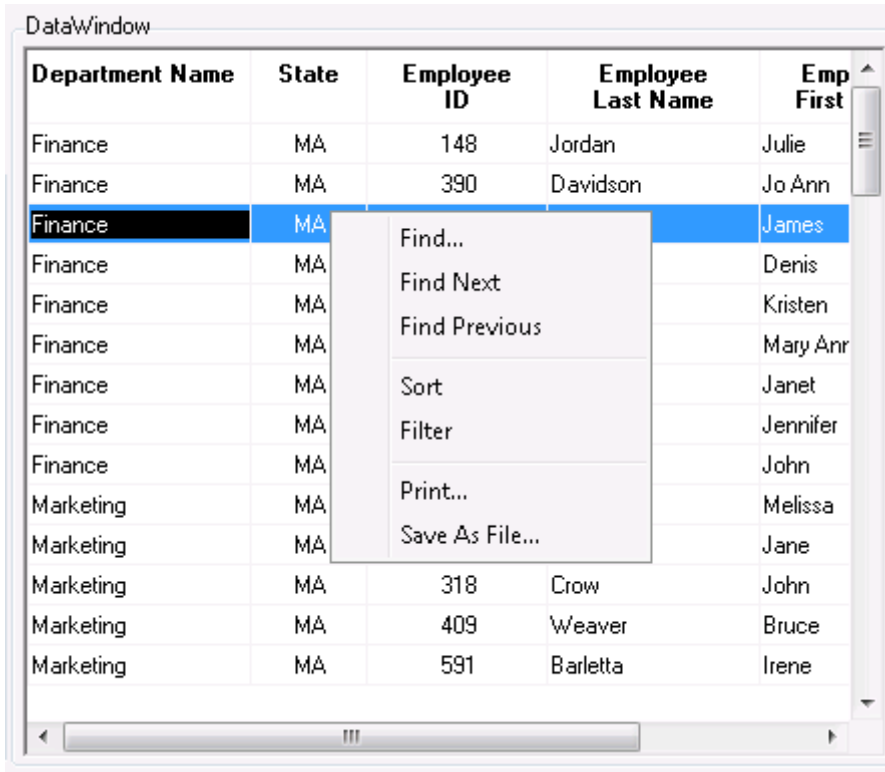 DataWindow
Department Name State Employee ID Employee Last Name Emp First
Finance MA 148 Jordan Julie
Finance MA 390 Davidson Jo Ann
Finance MA James
Finance MA Denis
Finance MA Kristen
Finance MA Mary Ann
Finance MA Janet
Finance MA Jennifer
Finance MA John
Marketing MA Melissa
Marketing MA Jane
Marketing MA 318 Crow John
Marketing MA 409 Weaver Bruce
Marketing MA 591 Barletta Irene
Find...
Find Next
Find Previous
Sort
Filter
Print...
Save As File...